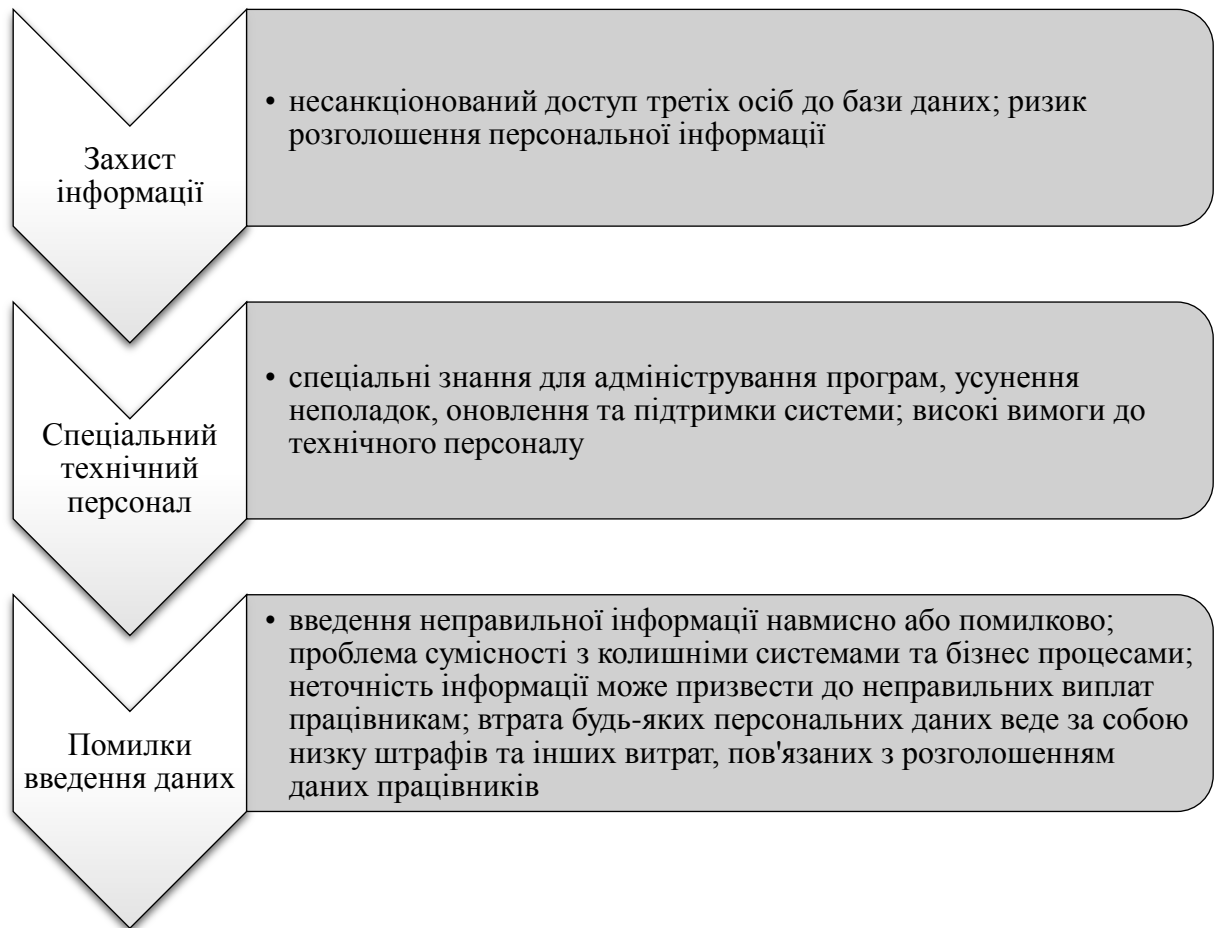 Захист
інформації
• несанкціонований доступ третіх осіб до бази даних; ризик
розголошення персональної інформації
Спеціальний
технічний
персонал
• спеціальні знання для адміністрування програм, усунення
неполадок, оновлення та підтримки системи; високі вимоги до
технічного персоналу
Помилки
введення даних
• введення неправильної інформації навмисно або помилково;
проблема сумісності з колишніми системами та бізнес процесами;
неточність інформації може призвести до неправильних виплат
працівникам; втрата будь-яких персональних даних веде за собою
низку штрафів та інших витрат, пов'язаних з розголошенням
даних працівників